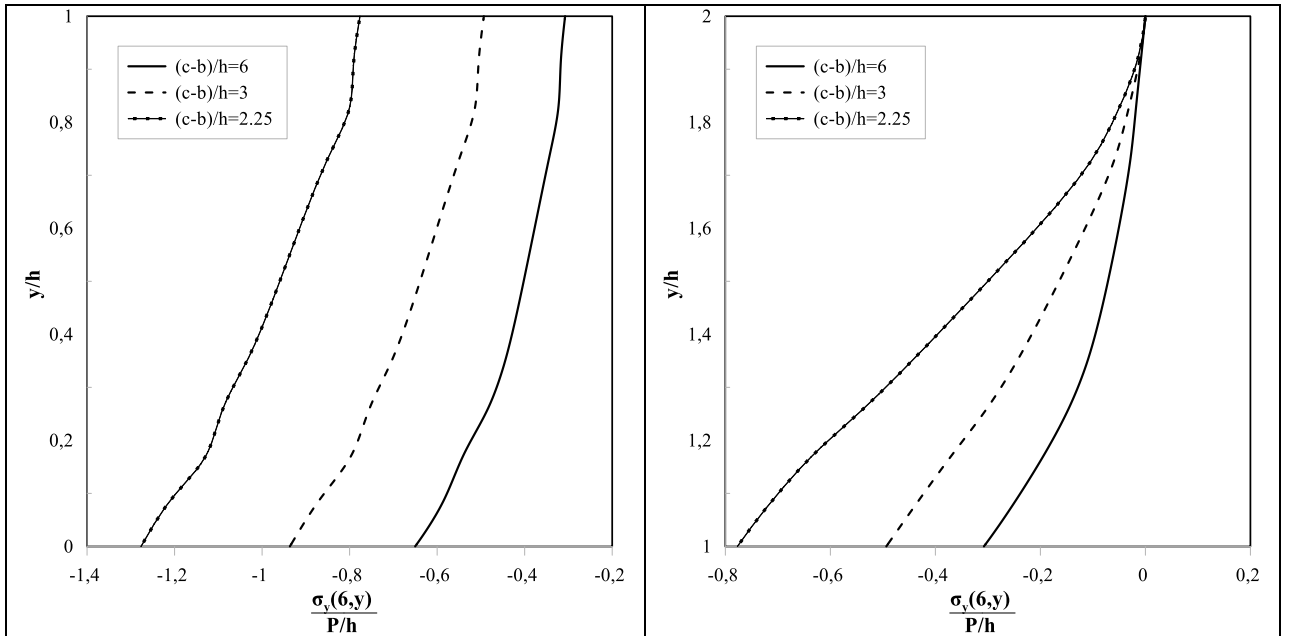 1
0,8
0,6
0,4
0,2
0
y/h
(c-b)/h=6
(c-b)/h=3
(c-b)/h=2.25
-1,4 -1,2 -1 -0,8 -0,6 -0,4 -0,2
σy(6,y)
P/h
2
1,8
1,6
1,4
1,2
1
y/h
(c-b)/h=6
(c-b)/h=3
(c-b)/h=2.25
-0,8 -0,6 -0,4 -0,2 0 0,2
σy(6,y)
P/h